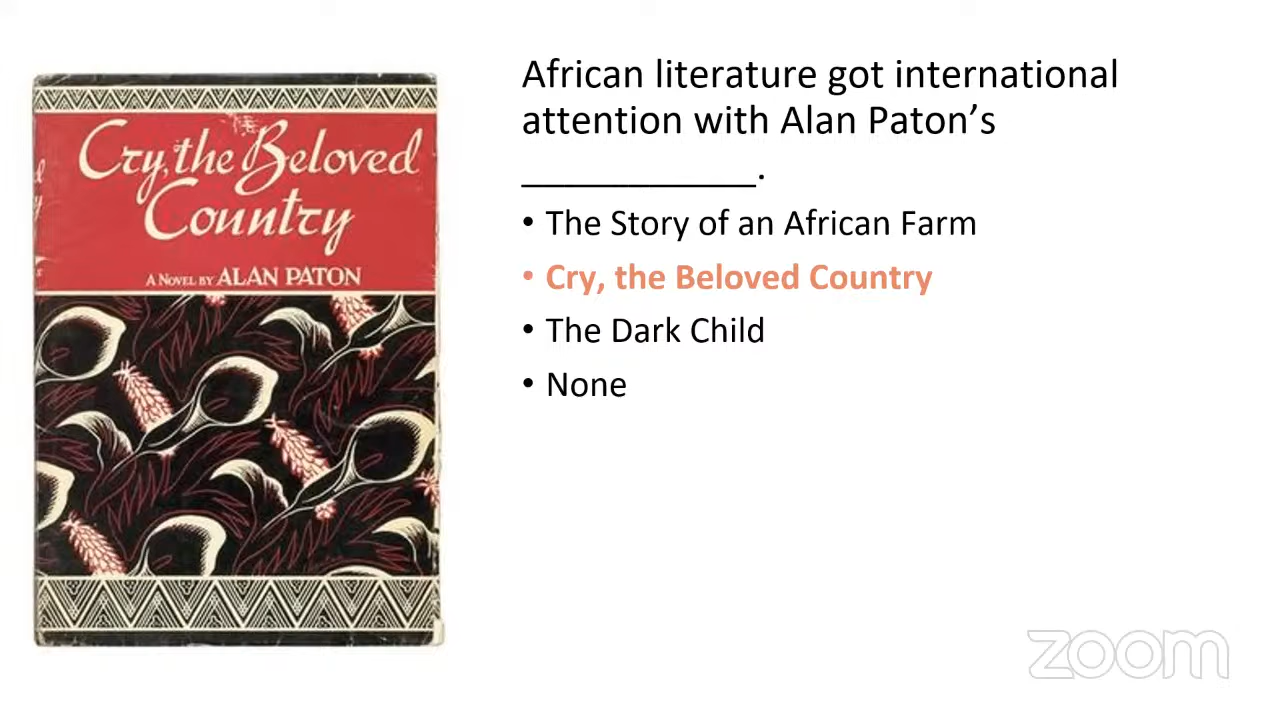 Cry, the Beloved
Country
A NOVEL BY ALAN PATON
African literature got international
attention with Alan Paton’s
___________.
• The Story of an African Farm
• Cry, the Beloved Country
• The Dark Child
• None
zoom